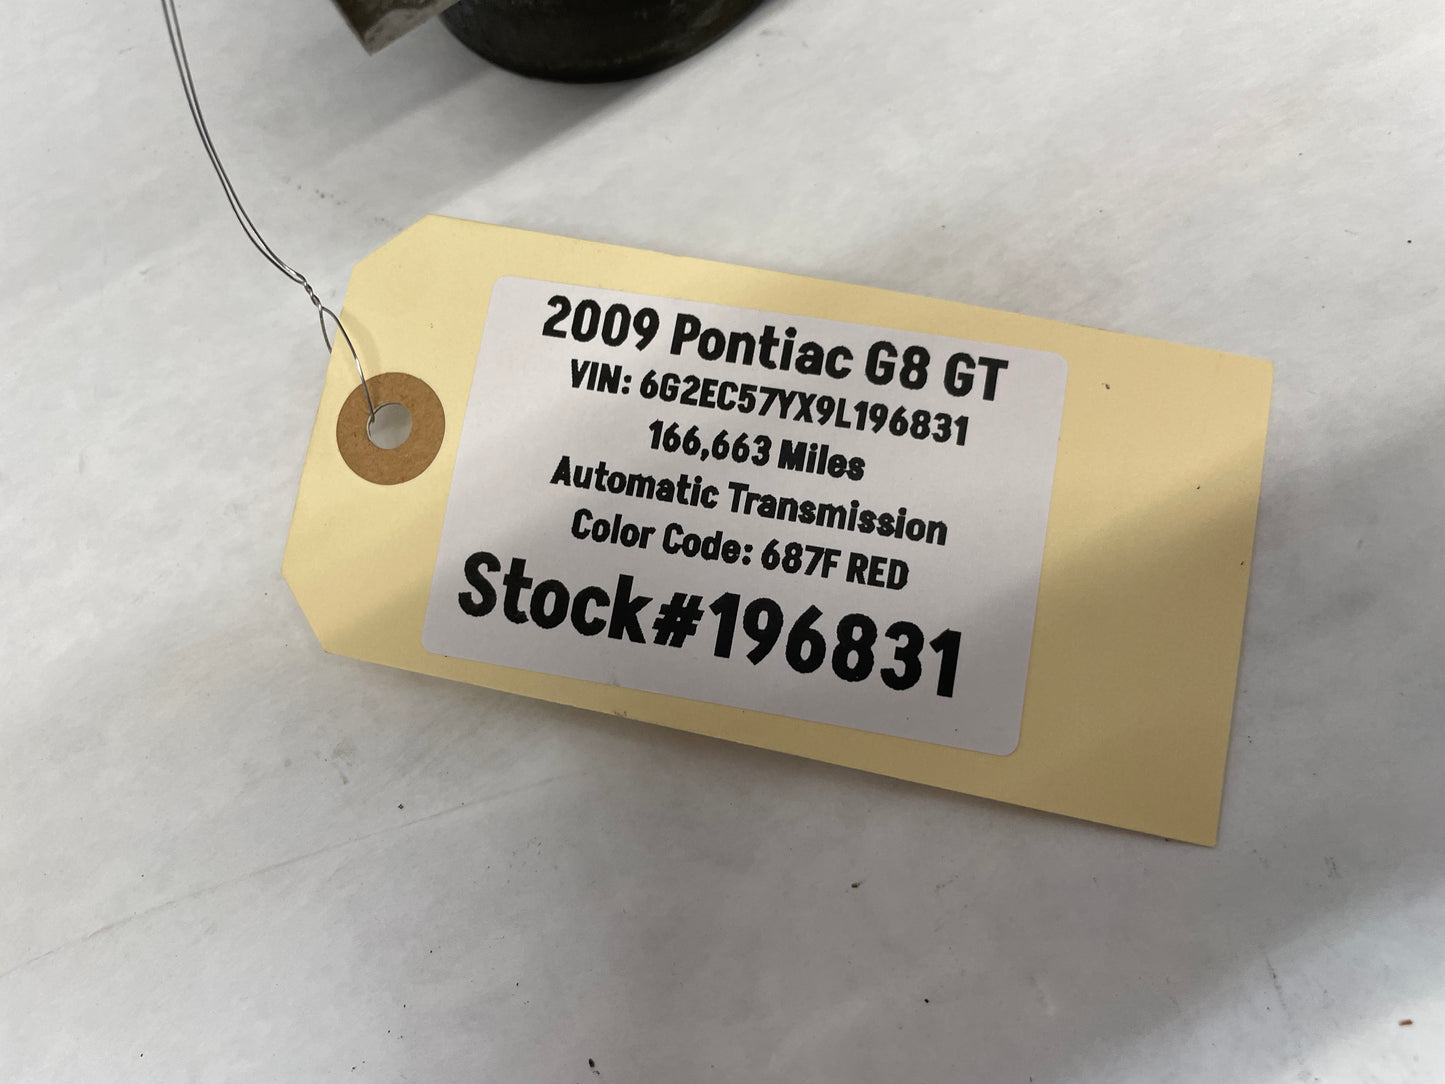 2009 Pontiac G8 GT
VIN: 6G2EC57YX9L196831
166,663 Miles
Automatic Transmission
Color Code: 687F RED
Stock#196831